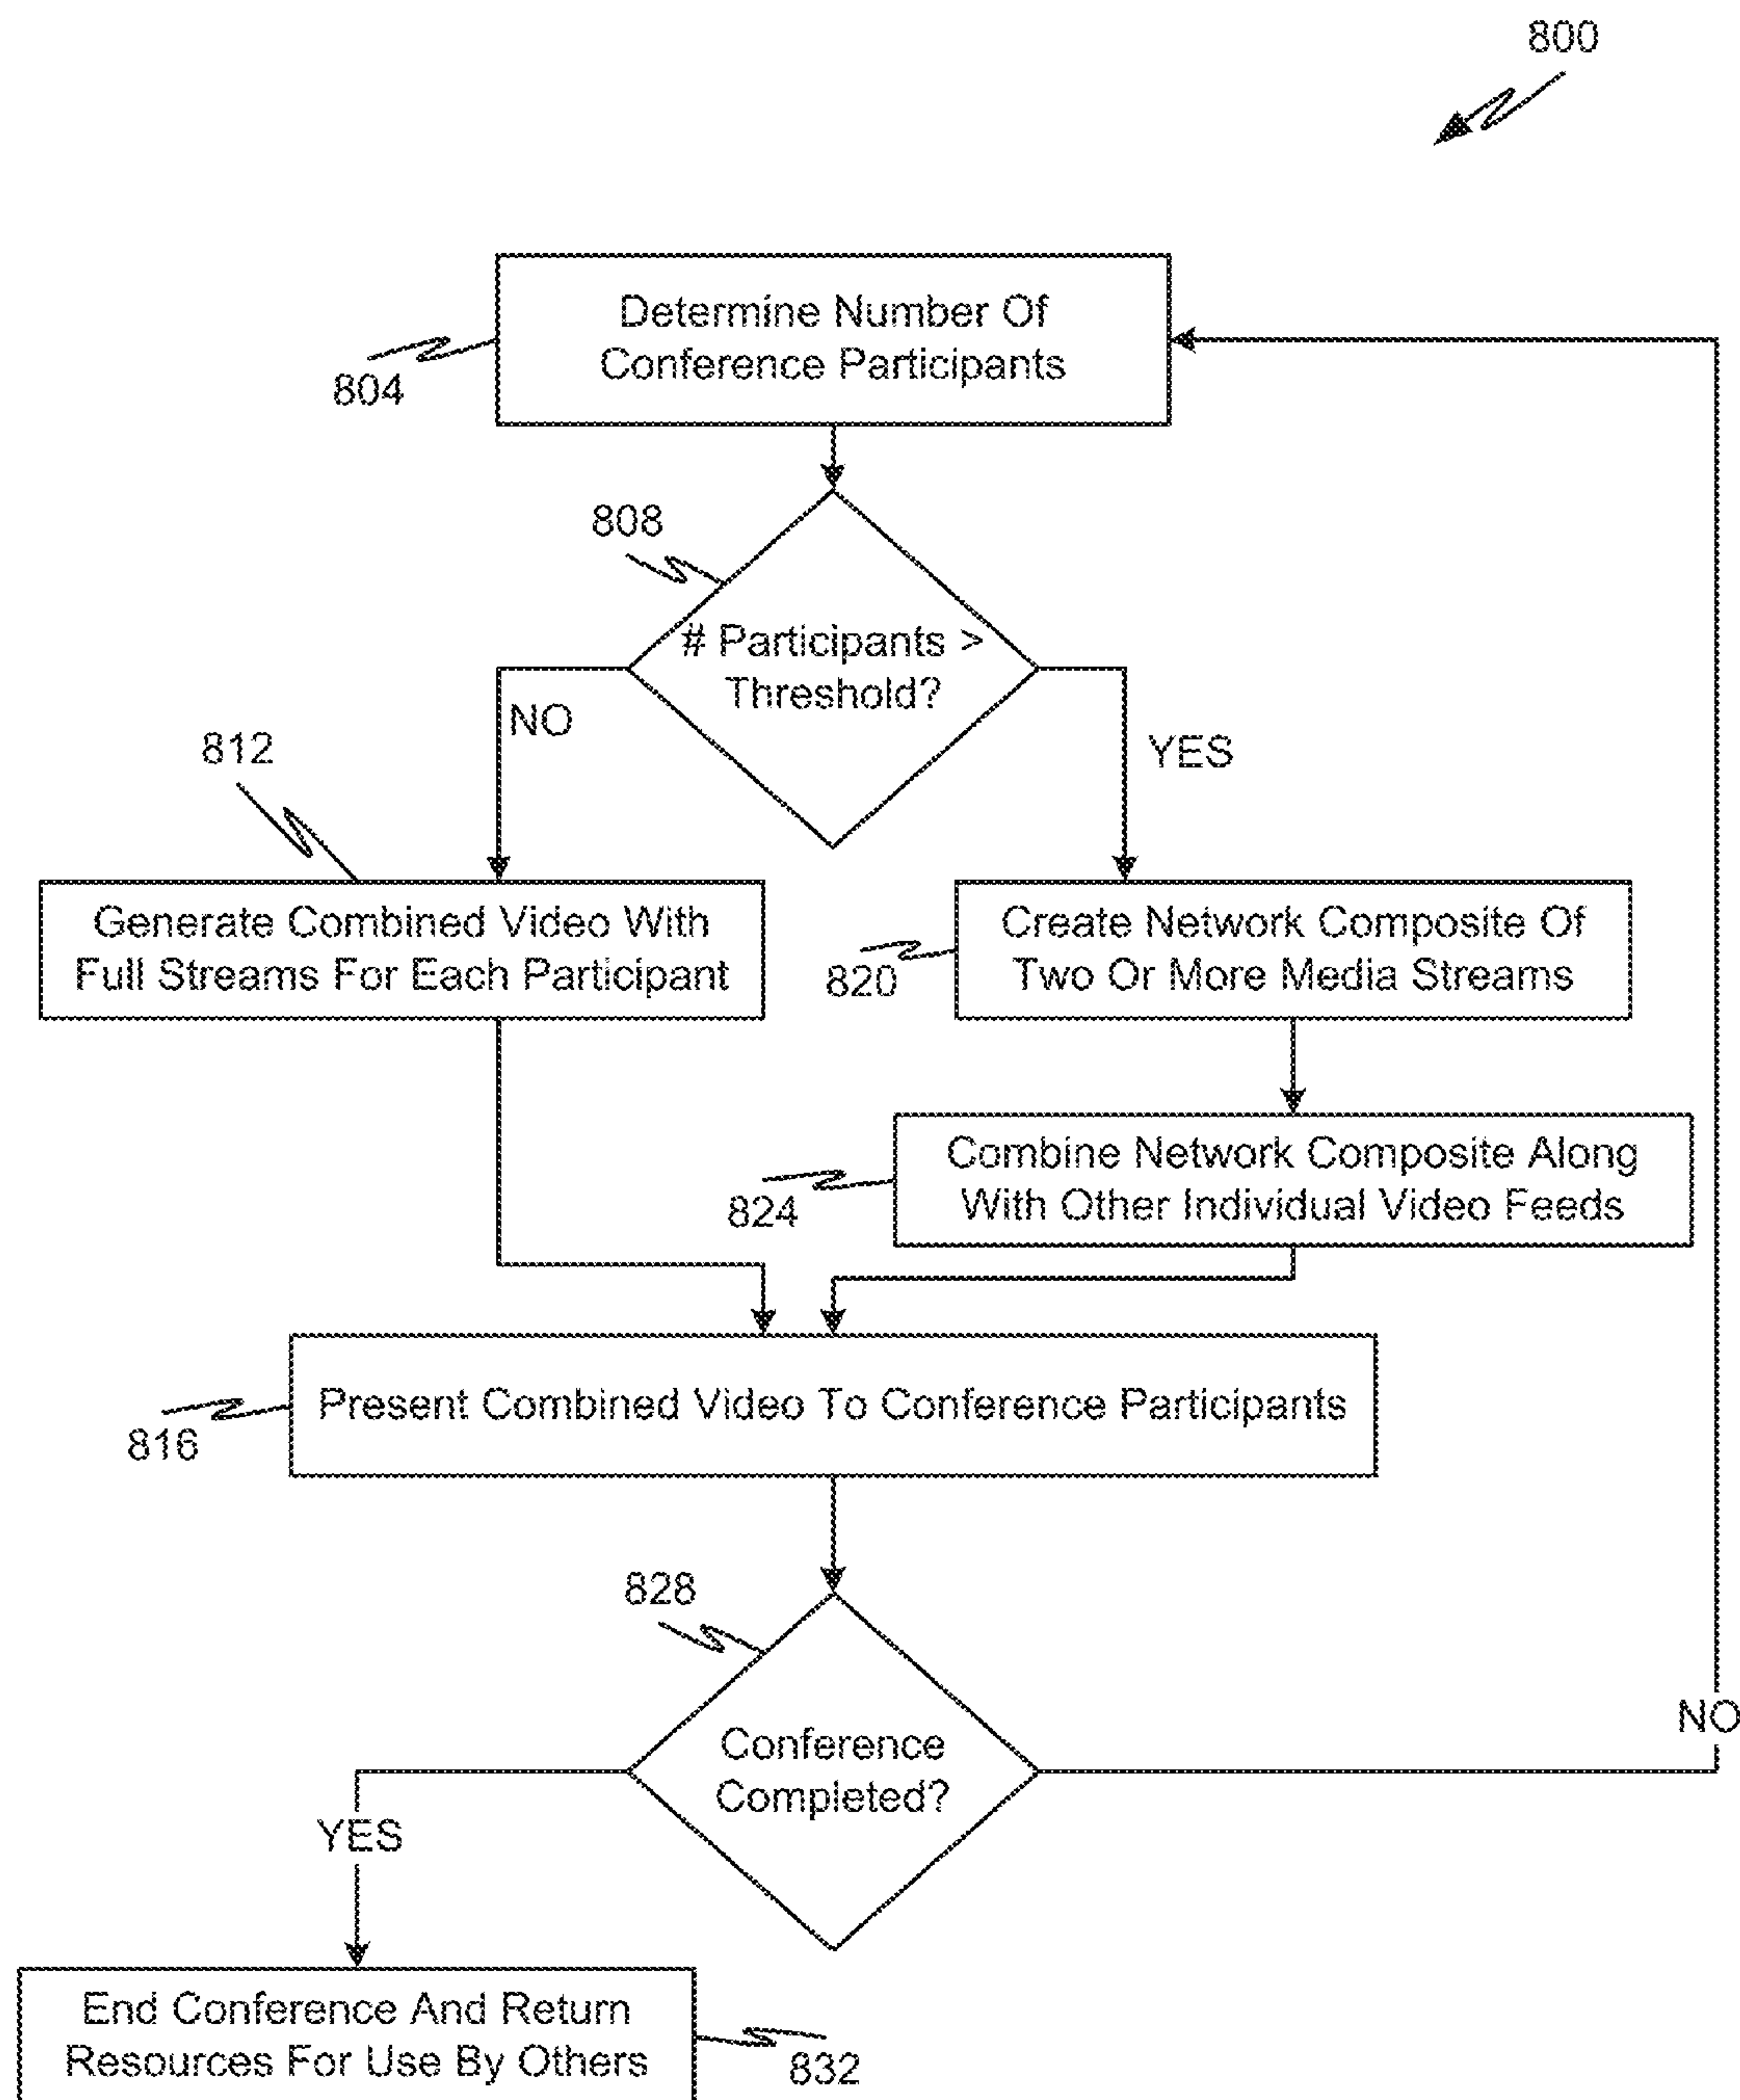 800
Determine Number Of
Conference Participants
804
808
# Participants >
Threshold?
NO
YES
812
Generate Combined Video With
Full Streams For Each Participant
Create Network Composite Of
Two Or More Media Streams
820
Combine Network Composite Along
With Other Individual Video Feeds
824
Present Combined Video To Conference Participants
816
828
Conference
Completed?
NO
YES
End Conference And Return
Resources For Use By Others
832